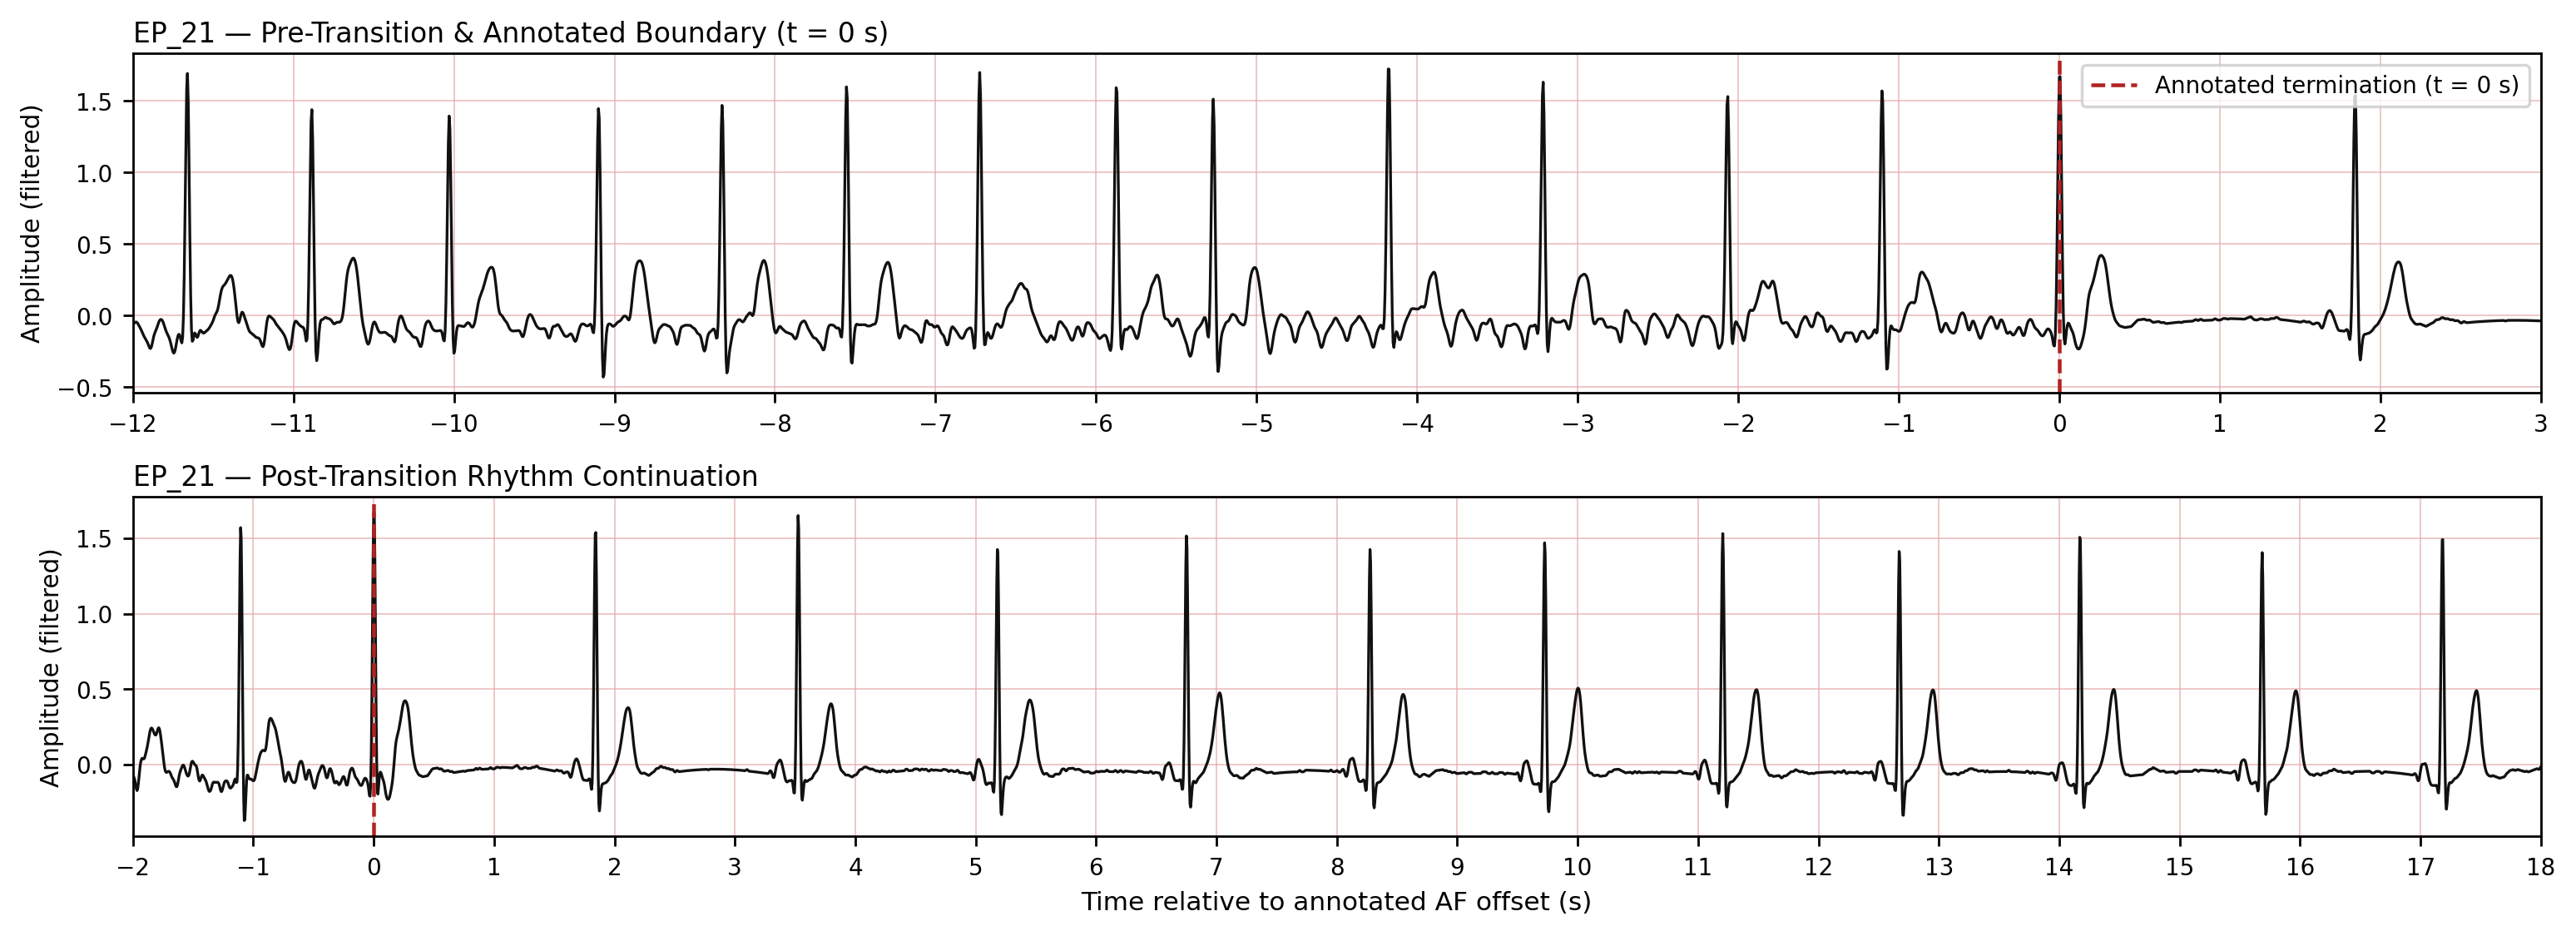 EP_21 — Pre-Transition & Annotated Boundary (t = 0 s)
Amplitude (filtered)
1.5
1.0
0.5
0.0
−0.5
Annotated termination (t = 0 s)
−12 −11 −10 −9 −8 −7 −6 −5 −4 −3 −2 −1 0 1 2 3
EP_21 — Post-Transition Rhythm Continuation
Amplitude (filtered)
1.5
1.0
0.5
0.0
−2 −1 0 1 2 3 4 5 6 7 8 9 10 11 12 13 14 15 16 17 18
Time relative to annotated AF offset (s)